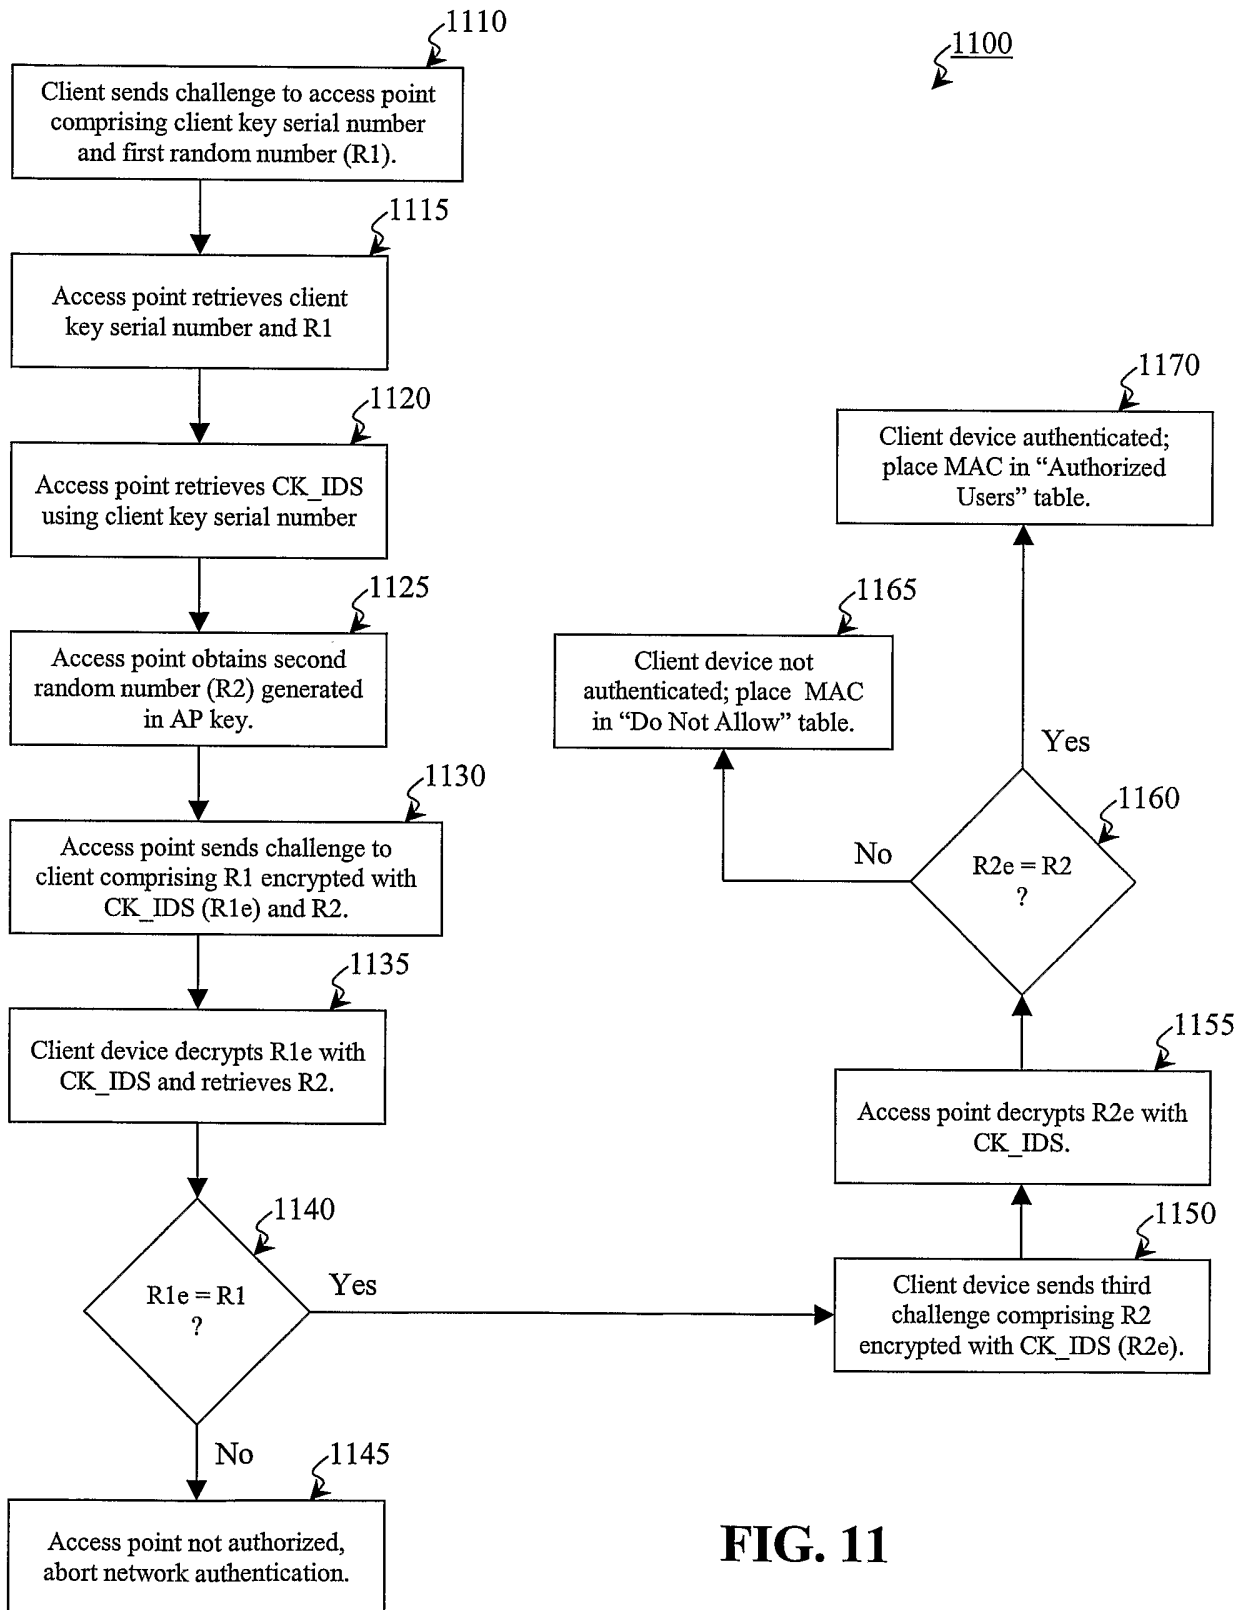 1110
1100
Client sends challenge to access point
comprising client key serial number
and first random number (R1).
1115
Access point retrieves client
key serial number and R1
1120
Access point retrieves CK_IDS
using client key serial number
1125
Access point obtains second
random number (R2) generated
in AP key.
1130
Access point sends challenge to
client comprising R1 encrypted with
CK_IDS (R1e) and R2.
1135
Client device decrypts R1e with
CK_IDS and retrieves R2.
1140
R1e = R1
?
Yes
No
1145
Access point not authorized,
abort network authentication.
1150
Client device sends third
challenge comprising R2
encrypted with CK_IDS (R2e).
1155
Access point decrypts R2e with
CK_IDS.
1160
R2e = R2
?
No
Yes
1165
Client device not
authenticated; place MAC
in “Do Not Allow” table.
1170
Client device authenticated;
place MAC in “Authorized
Users” table.
FIG. 11